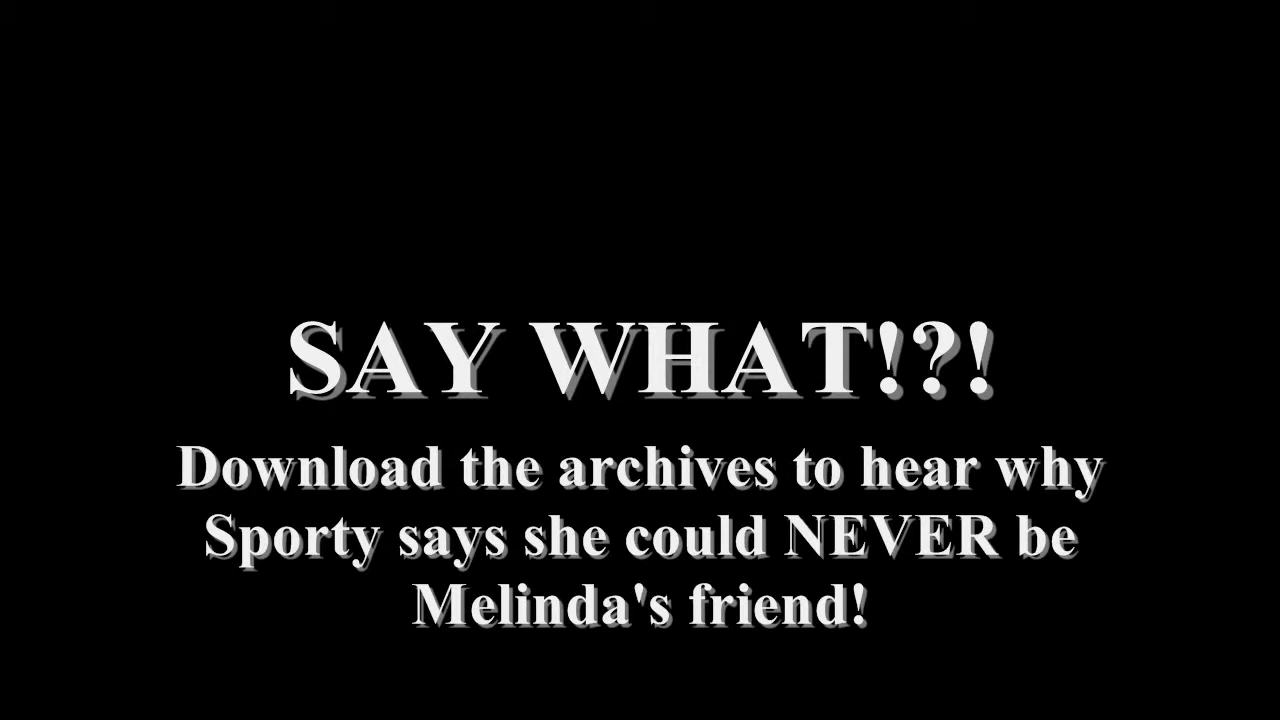 SAY WHAT!?!
Download the archives to hear why
Sporty says she could NEVER be
Melinda's friend!